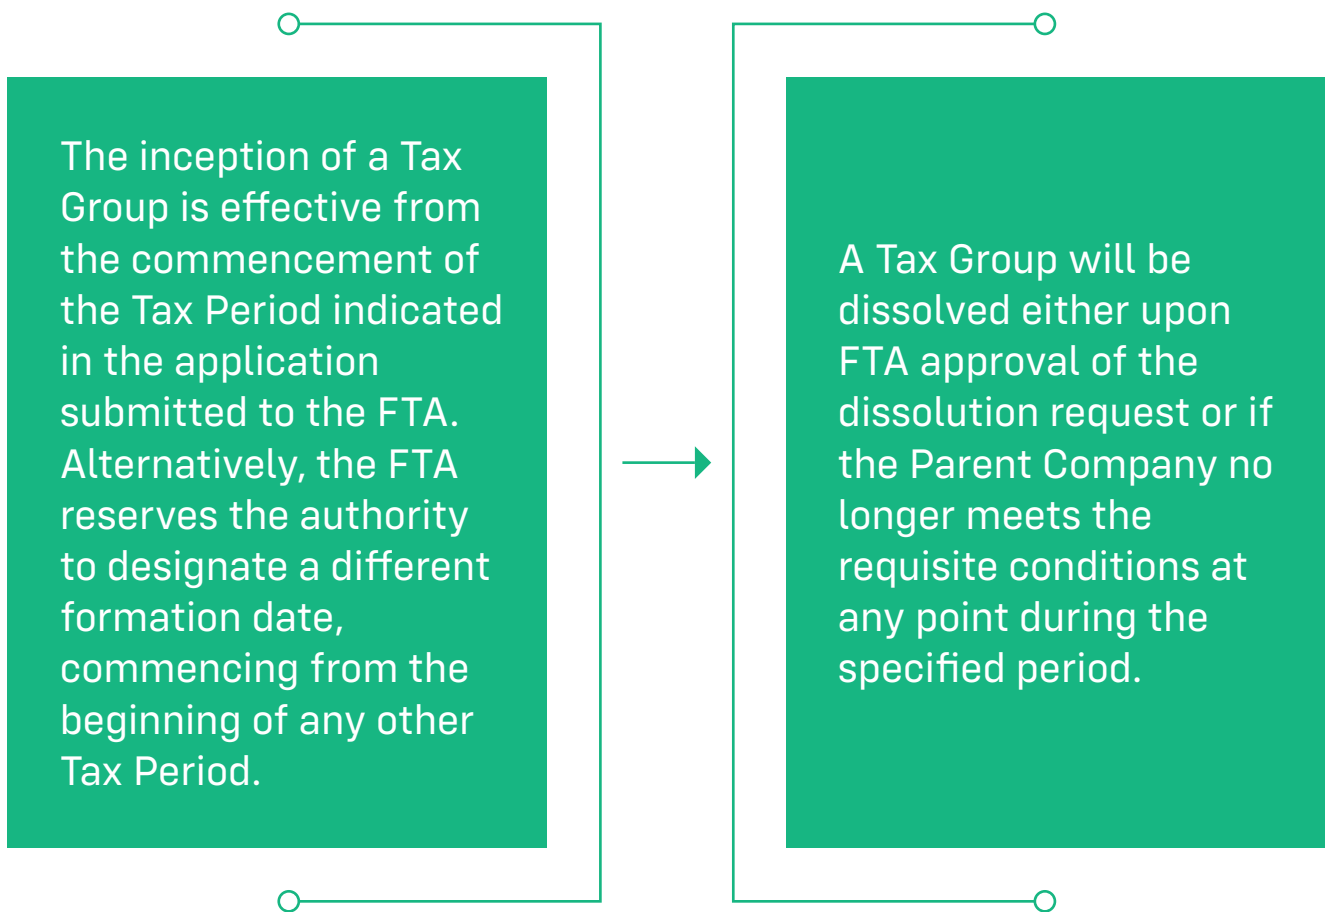 The inception of a Tax
Group is effective from
the commencement of
the Tax Period indicated
in the application
submitted to the FTA.
Alternatively, the FTA
reserves the authority
to designate a different
formation date,
commencing from the
beginning of any other
Tax Period.
A Tax Group will be
dissolved either upon
FTA approval of the
dissolution request or if
the Parent Company no
longer meets the
requisite conditions at
any point during the
specified period.